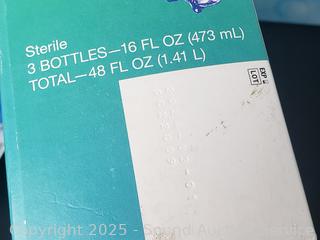 Sterile
3 BOTTLES—16 FL OZ (473 mL)
TOTAL—48 FL OZ (1.41 L)
EXP
LOT
Copyright 2025 - Sound Auction Service